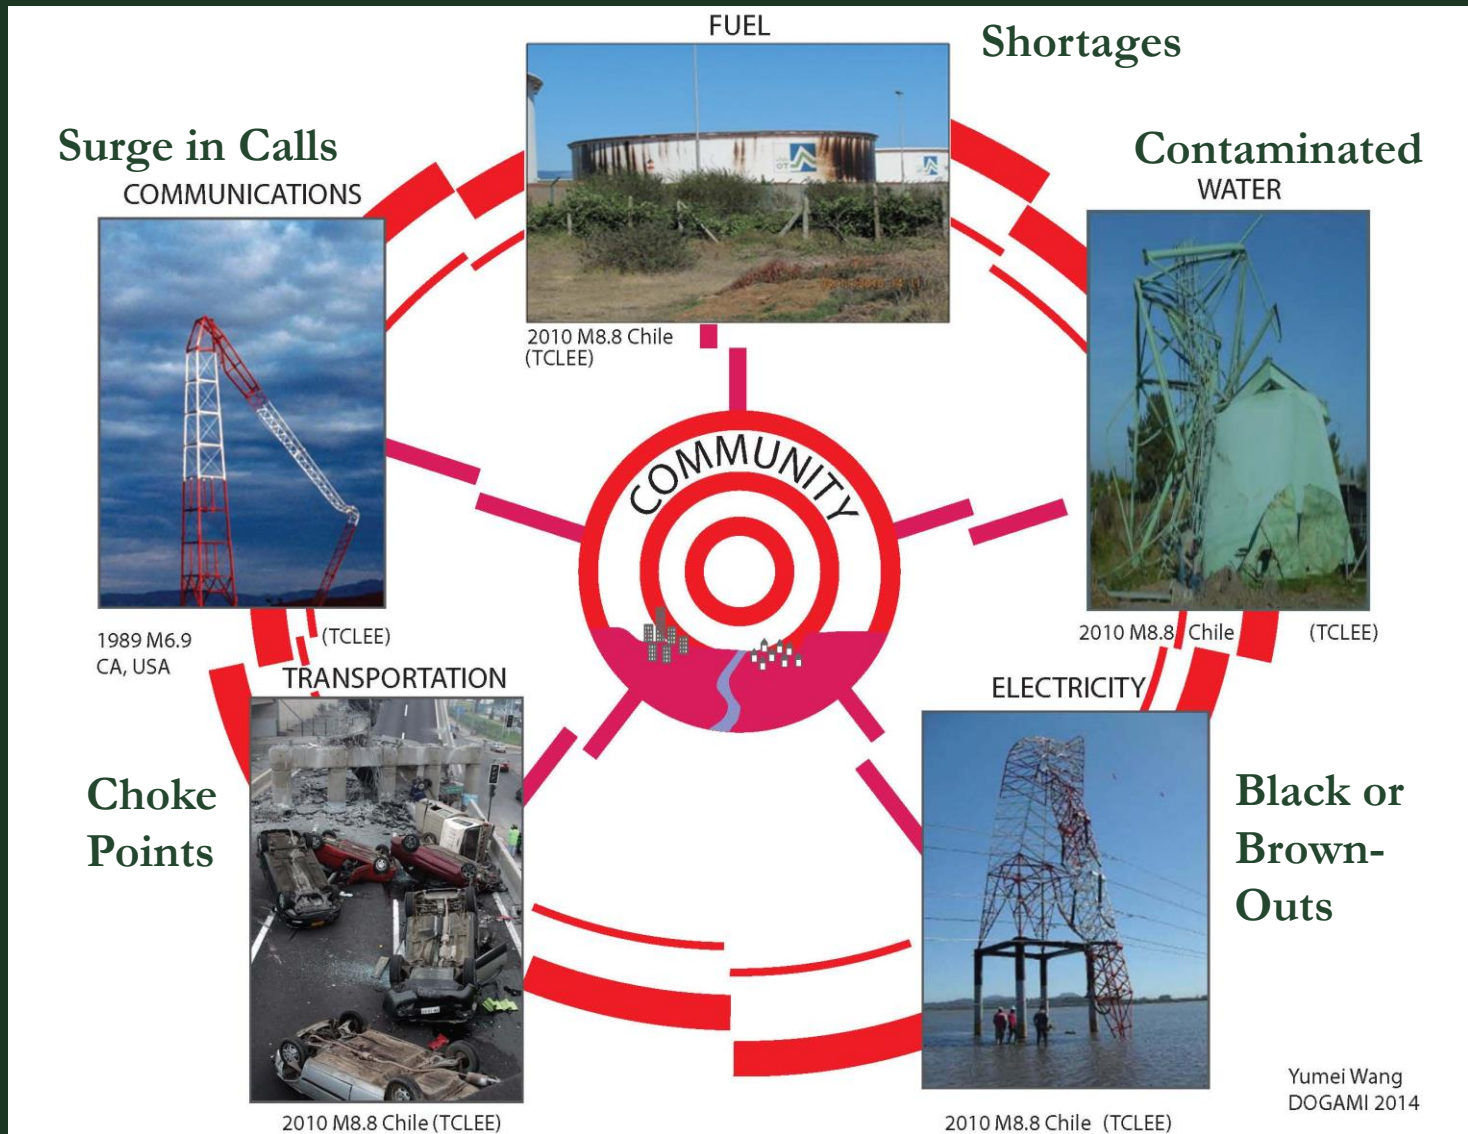 FUEL
Shortages
2010 M8.8 Chile
(TCLEE)
Surge in Calls
COMMUNICATIONS
1989 M6.9
CA, USA
(TCLEE)
Contaminated
WATER
2010 M8.8 Chile (TCLEE)
COMMUNITY
TRANSPORTATION
Choke
Points
2010 M8.8 Chile (TCLEE)
ELECTRICITY
Black or
Brown-
Outs
2010 M8.8 Chile (TCLEE)
Yumei Wang
DOGAMI 2014